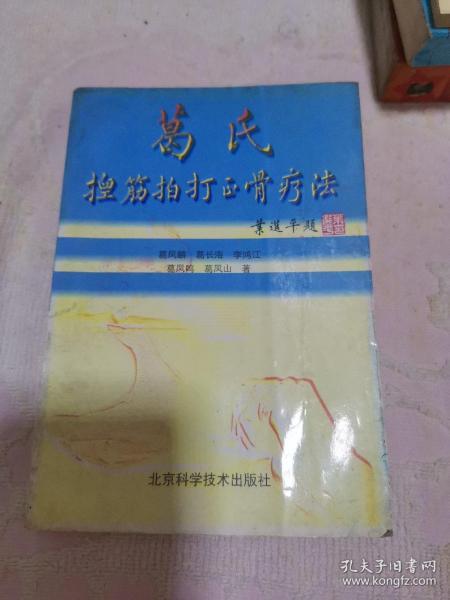 葛氏
捏筋拍打正骨疗法
叶选平题
葛凤麟 葛长海 李鸿江
葛凤鸣 葛凤山 著
北京科学技术出版社
孔夫子旧书网
www.kongfz.com